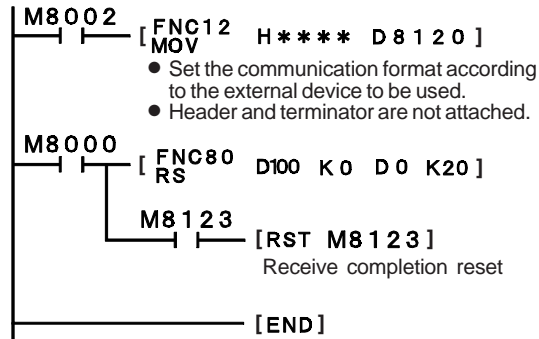 M8002
[ FNC12 MOV H**** D8120 ]
● Set the communication format according
to the external device to be used.
● Header and terminator are not attached.
M8000
[ FNC80 RS D100 K0 D0 K20 ]
M8123
[RST M8123]
Receive completion reset
[END]